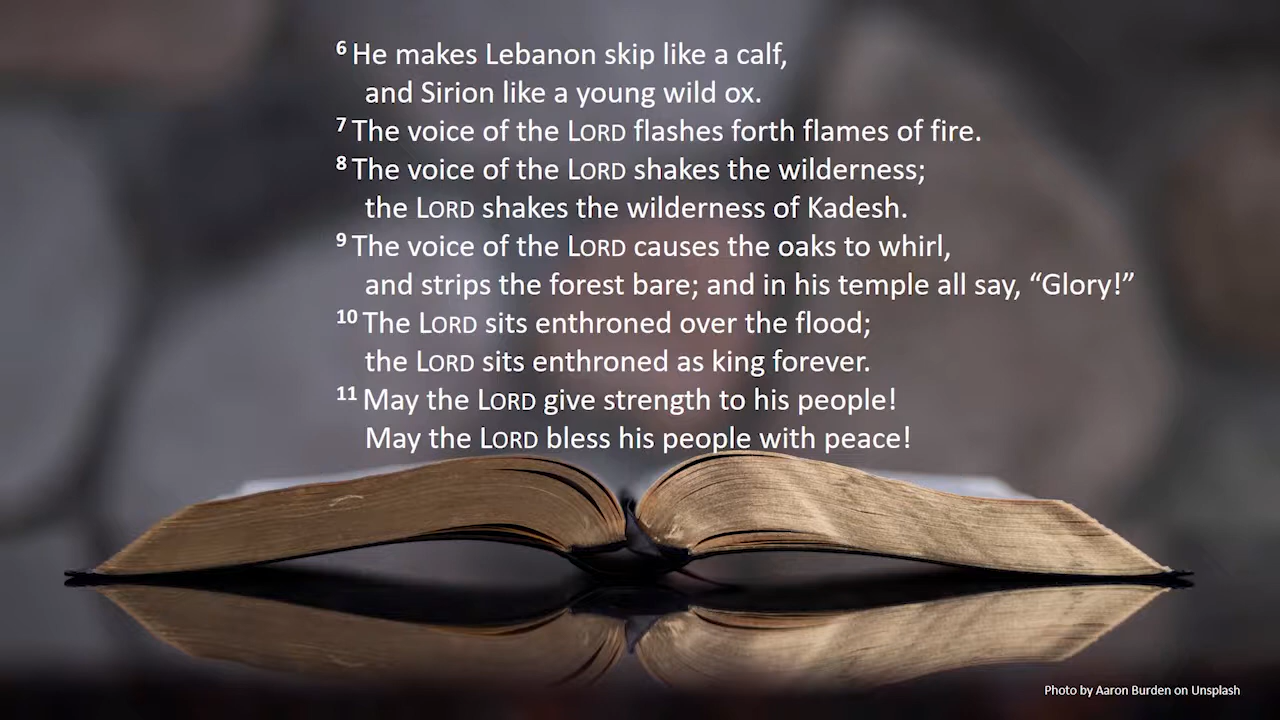 6 He makes Lebanon skip like a calf,
and Sirion like a young wild ox.
7 The voice of the LORD flashes forth flames of fire.
8 The voice of the LORD shakes the wilderness;
the LORD shakes the wilderness of Kadesh.
9 The voice of the LORD causes the oaks to whirl,
and strips the forest bare; and in his temple all say, “Glory!”
10 The LORD sits enthroned over the flood;
the LORD sits enthroned as king forever.
11 May the LORD give strength to his people!
May the LORD bless his people with peace!
Photo by Aaron Burden on Unsplash